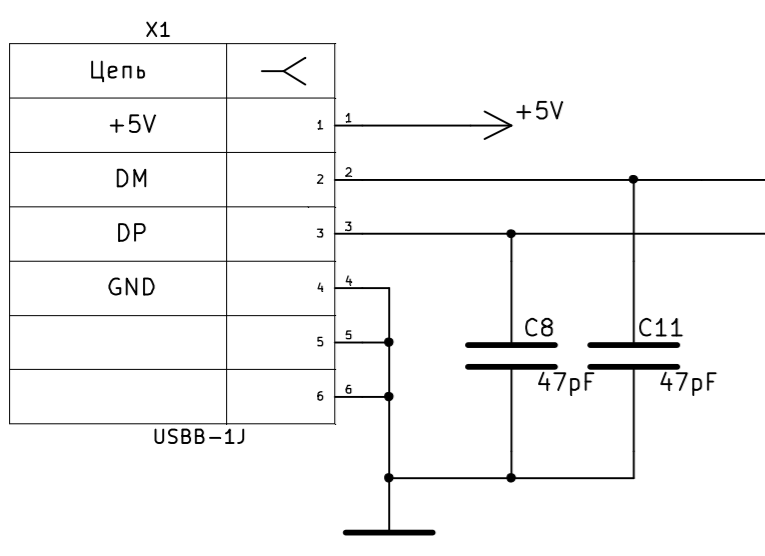 X1
Цепь
+5V 1 1 +5V
DM 2 2
DP 3 3
GND 4 4
5 5
C8 C11
47pF 47pF
6 6
USBB-1J